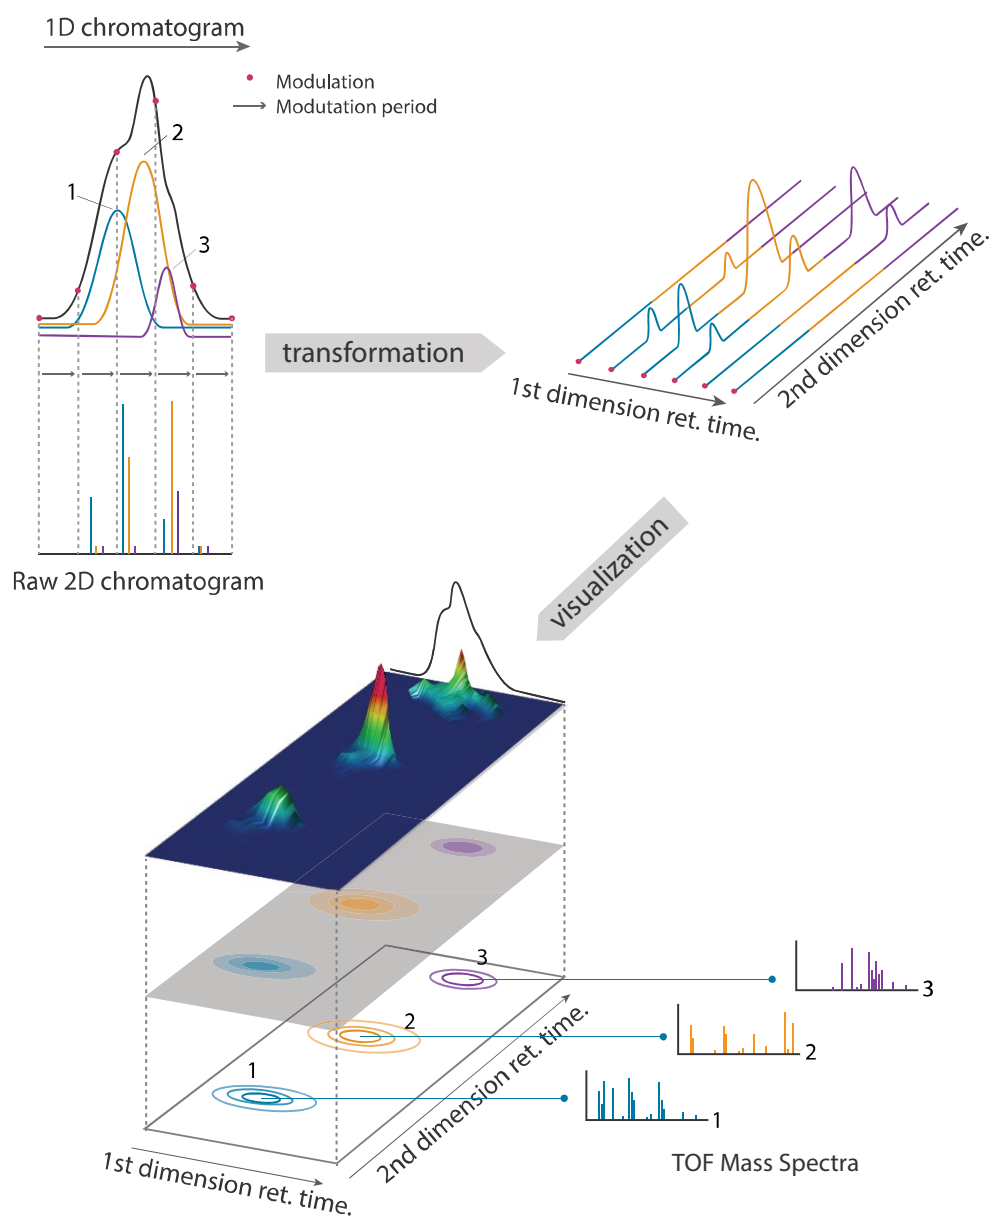 1D chromatogram
Modulation
Modutation period
2
1
3
transformation
1st dimension ret. time.
2nd dimension ret. time.
Raw 2D chromatogram
visualization
3
3
2
2
1
1
2nd dimension ret. time.
1st dimension ret. time.
TOF Mass Spectra